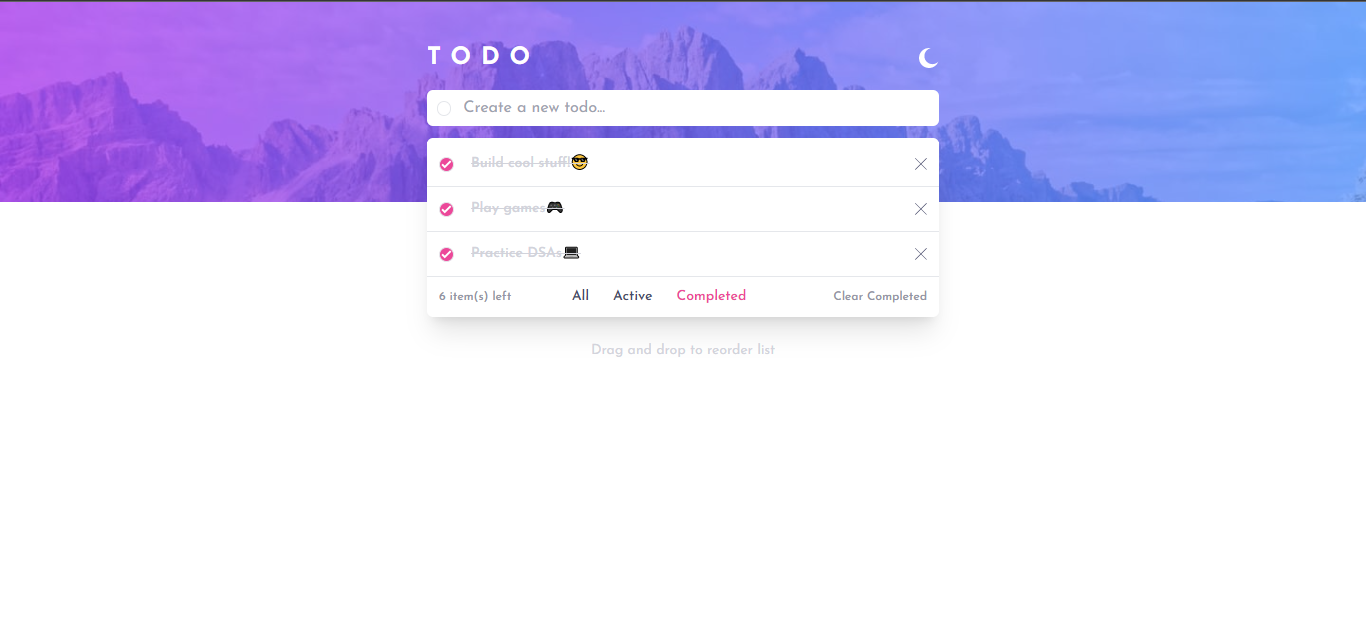 TODO
Create a new todo...
Build cool stuff!😎
Play games🎮
Practice DSAs💻
6 item(s) left All Active Completed Clear Completed
Drag and drop to reorder list